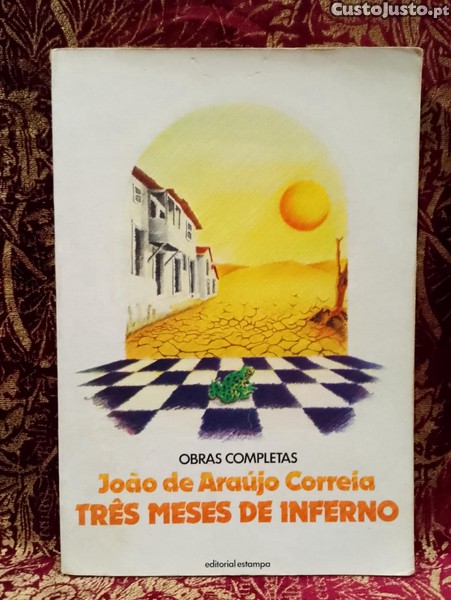 CustoJusto.pt
OBRAS COMPLETAS
João de Araújo Correia
TRÊS MESES DE INFERNO
editorial estampa